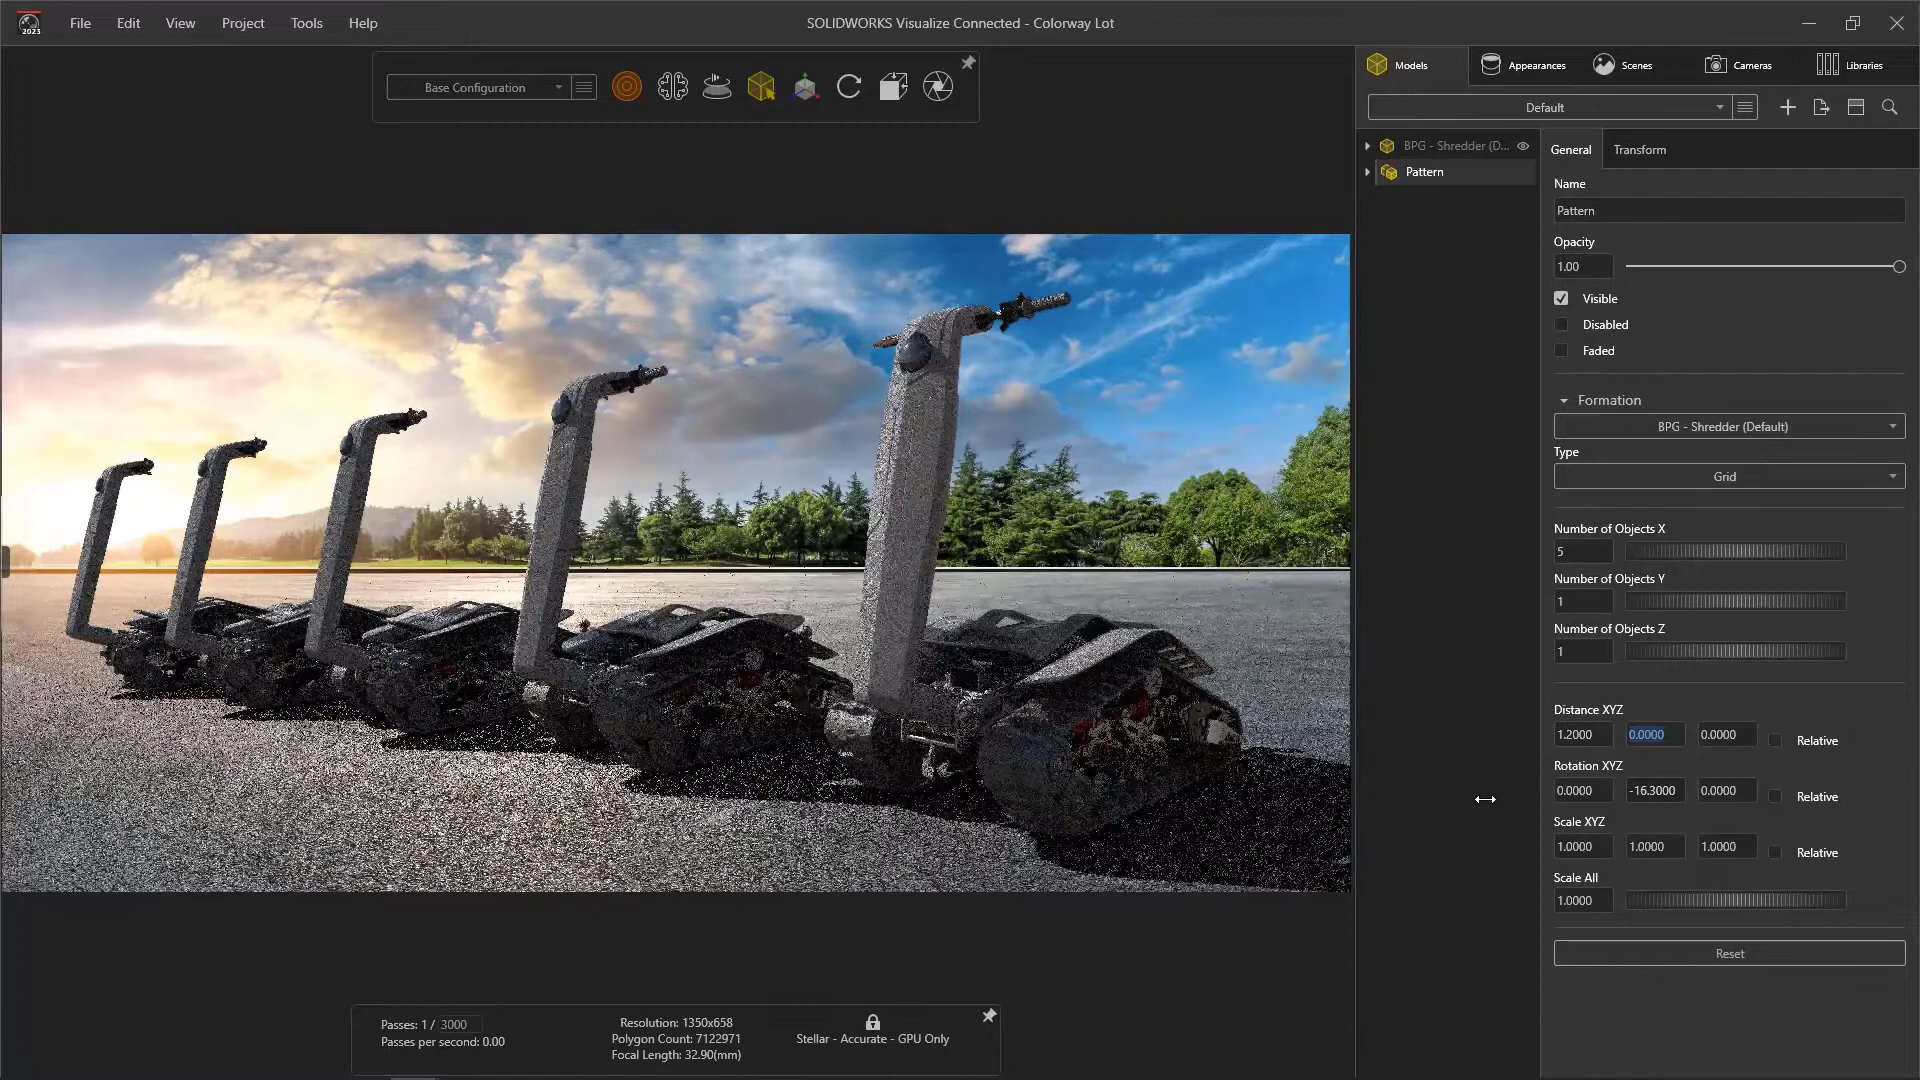 2023
File Edit View Project Tools Help
SOLIDWORKS Visualize Connected - Colorway Lot
Base Configuration
Models Appearances Scenes Cameras Libraries
Default
BPG - Shredder (D...
Pattern
General Transform
Name
Pattern
Opacity
1.00
Visible
Disabled
Faded
Formation
BPG - Shredder (Default)
Type
Grid
Number of Objects X
5
Number of Objects Y
1
Number of Objects Z
1
Distance XYZ
1.2000 0.0000 0.0000 Relative
Rotation XYZ
0.0000 -16.3000 0.0000 Relative
Scale XYZ
1.0000 1.0000 1.0000 Relative
Scale All
1.0000
Reset
Passes: 1 / 3000
Passes per second: 0.00
Resolution: 1350x658
Polygon Count: 7122971
Focal Length: 32.90(mm)
Stellar - Accurate - GPU Only